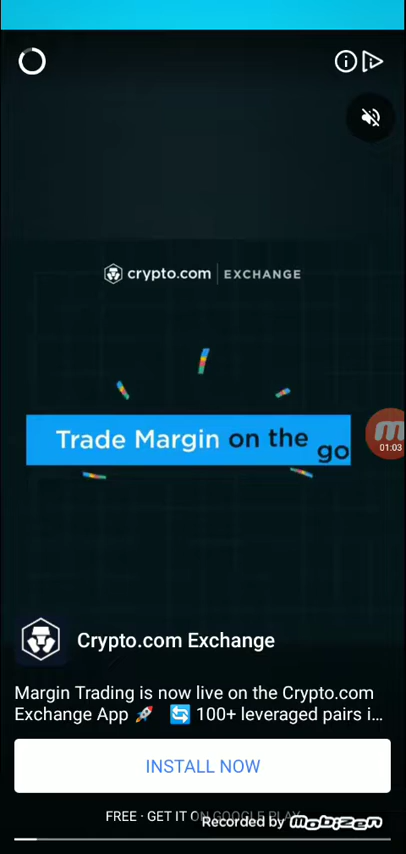 crypto.com | EXCHANGE
Trade Margin on the go
01:03
Crypto.com Exchange
Margin Trading is now live on the Crypto.com
Exchange App 🚀 🔄 100+ leveraged pairs i...
INSTALL NOW
FREE · GET IT ON GOOGLE PLAY
Recorded by mobizen